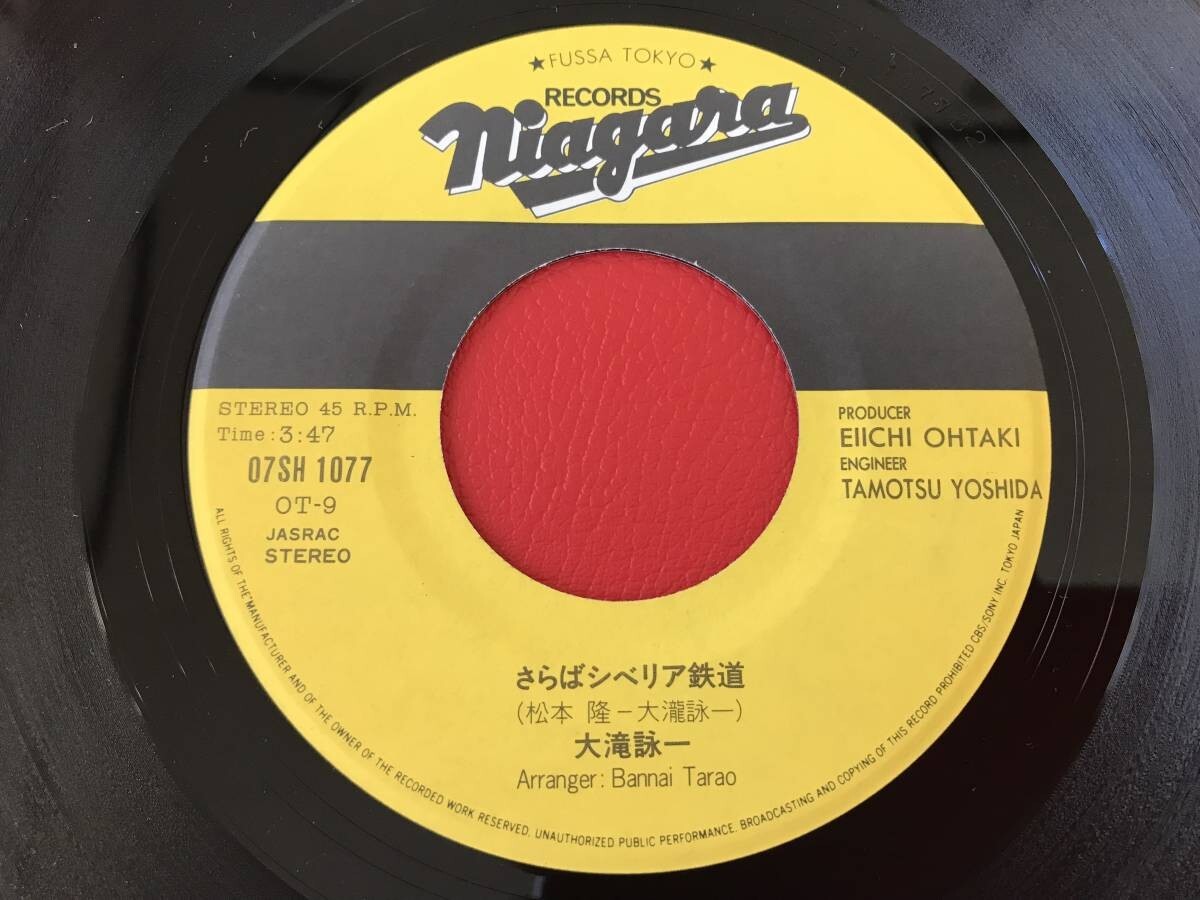 ★FUSSA TOKYO★
RECORDS
Niagara
STEREO 45 R.P.M.
Time : 3:47
07SH 1077
OT-9
JASRAC
STEREO
PRODUCER
EIICHI OHTAKI
ENGINEER
TAMOTSU YOSHIDA
さらばシベリア鉄道
(松本 隆－大瀧詠一)
大滝詠一
Arranger: Bannai Tarao
ALL RIGHTS OF THE "MANUFACTURER AND OF THE OWNER OF THE RECORDED WORK RESERVED. UNAUTHORIZED PUBLIC PERFORMANCE. BROADCASTING AND COPYING OF THIS RECORD PROHIBITED CBS/SONY INC. TOKYO JAPAN